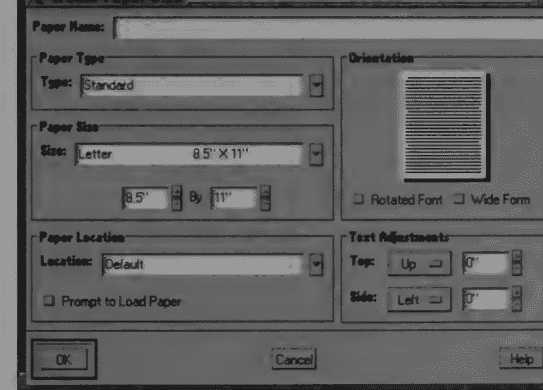 Paper Name:
Paper Type
Type: Standard
Orientation
Paper Size
Size: Letter 8.5" X 11"
8.5" By 11"
Rotated Font Wide Form
Paper Location
Location: Default
Prompt to Load Paper
Text Adjustments
Top: Up 0"
Side: Left 0"
OK Cancel Help